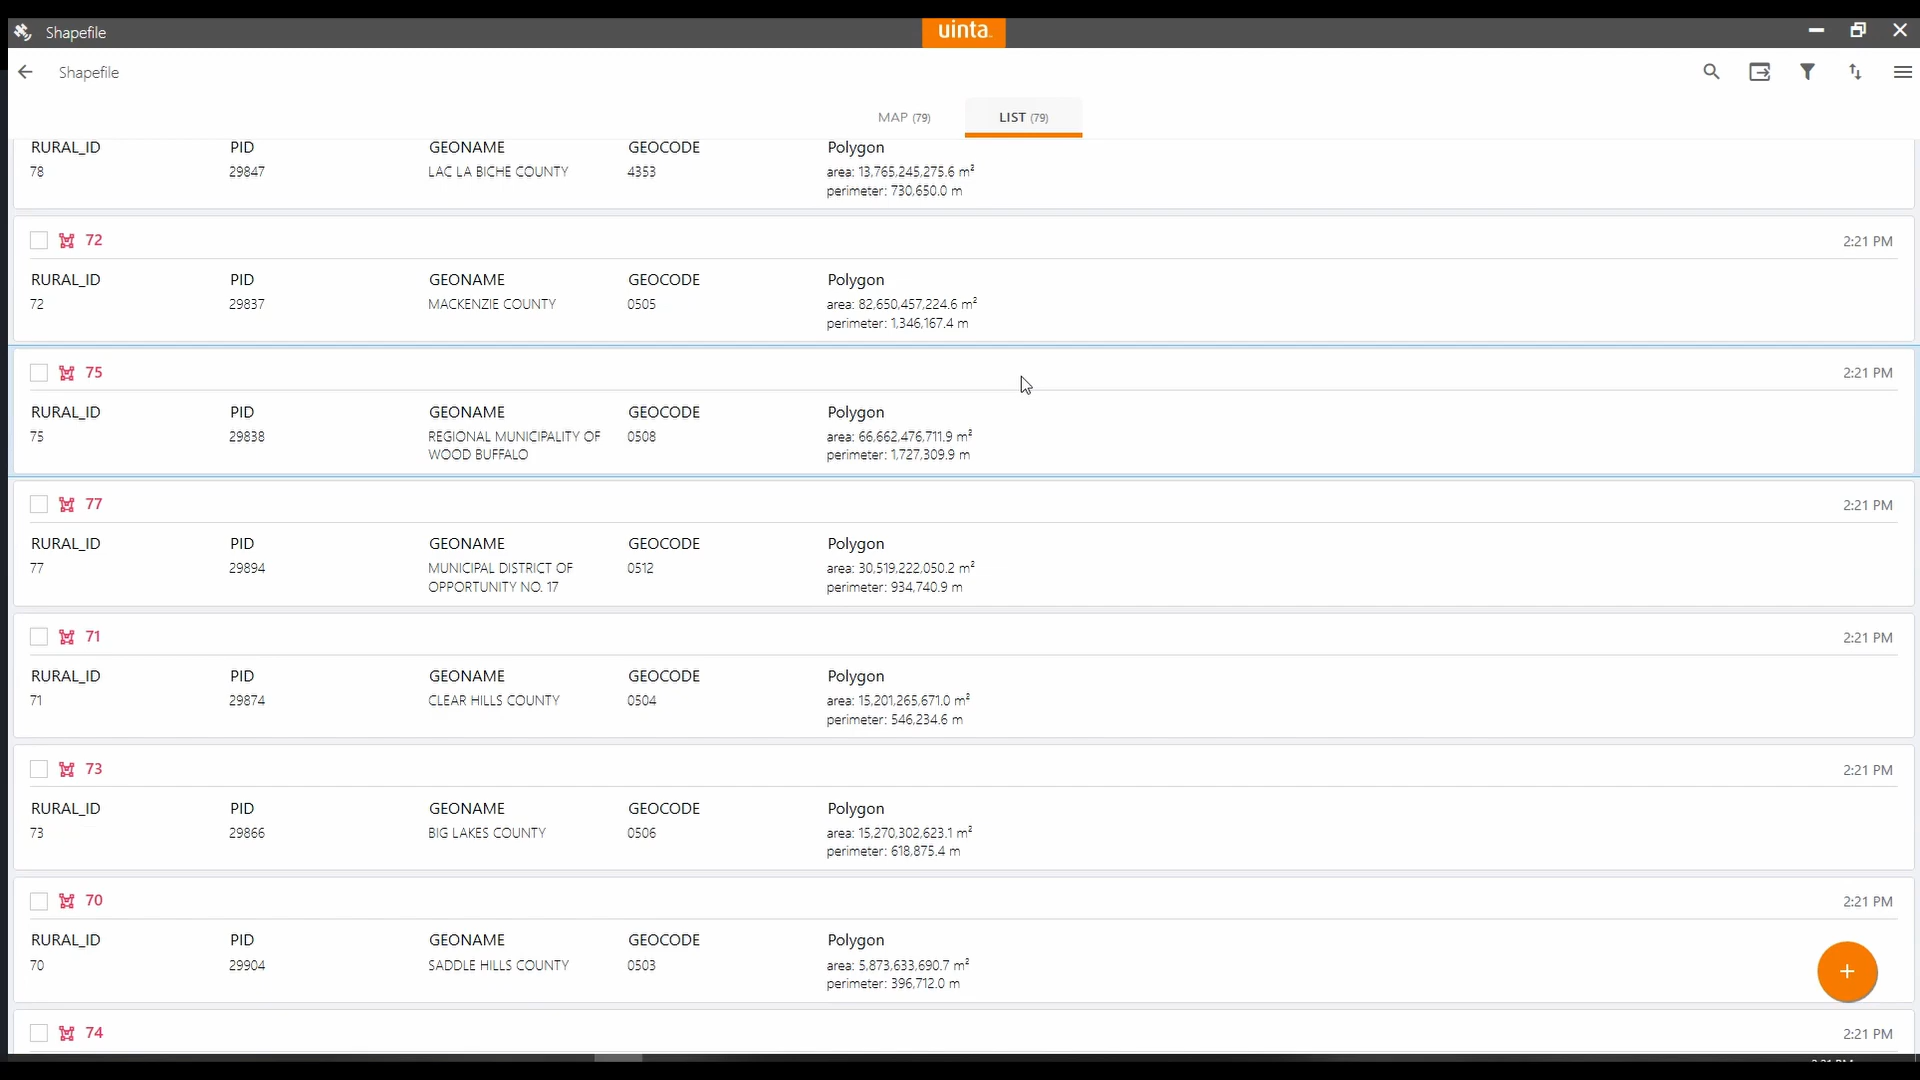 Shapefile
uinta
Shapefile
MAP (79)
LIST (79)
RURAL_ID PID GEONAME GEOCODE Polygon
78 29847 LAC LA BICHE COUNTY 4353 area: 13,765,245,275.6 m²
perimeter: 730,650.0 m
72 2:21 PM
RURAL_ID PID GEONAME GEOCODE Polygon
72 29837 MACKENZIE COUNTY 0505 area: 82,650,457,224.6 m²
perimeter: 1,346,167.4 m
75 2:21 PM
RURAL_ID PID GEONAME GEOCODE Polygon
75 29838 REGIONAL MUNICIPALITY OF 0508 area: 66,662,476,711.9 m²
WOOD BUFFALO perimeter: 1,727,309.9 m
77 2:21 PM
RURAL_ID PID GEONAME GEOCODE Polygon
77 29894 MUNICIPAL DISTRICT OF 0512 area: 30,519,222,050.2 m²
OPPORTUNITY NO. 17 perimeter: 934,740.9 m
71 2:21 PM
RURAL_ID PID GEONAME GEOCODE Polygon
71 29874 CLEAR HILLS COUNTY 0504 area: 15,201,265,671.0 m²
perimeter: 546,234.6 m
73 2:21 PM
RURAL_ID PID GEONAME GEOCODE Polygon
73 29866 BIG LAKES COUNTY 0506 area: 15,270,302,623.1 m²
perimeter: 618,875.4 m
70 2:21 PM
RURAL_ID PID GEONAME GEOCODE Polygon
70 29904 SADDLE HILLS COUNTY 0503 area: 5,873,633,690.7 m²
perimeter: 396,712.0 m
74 2:21 PM